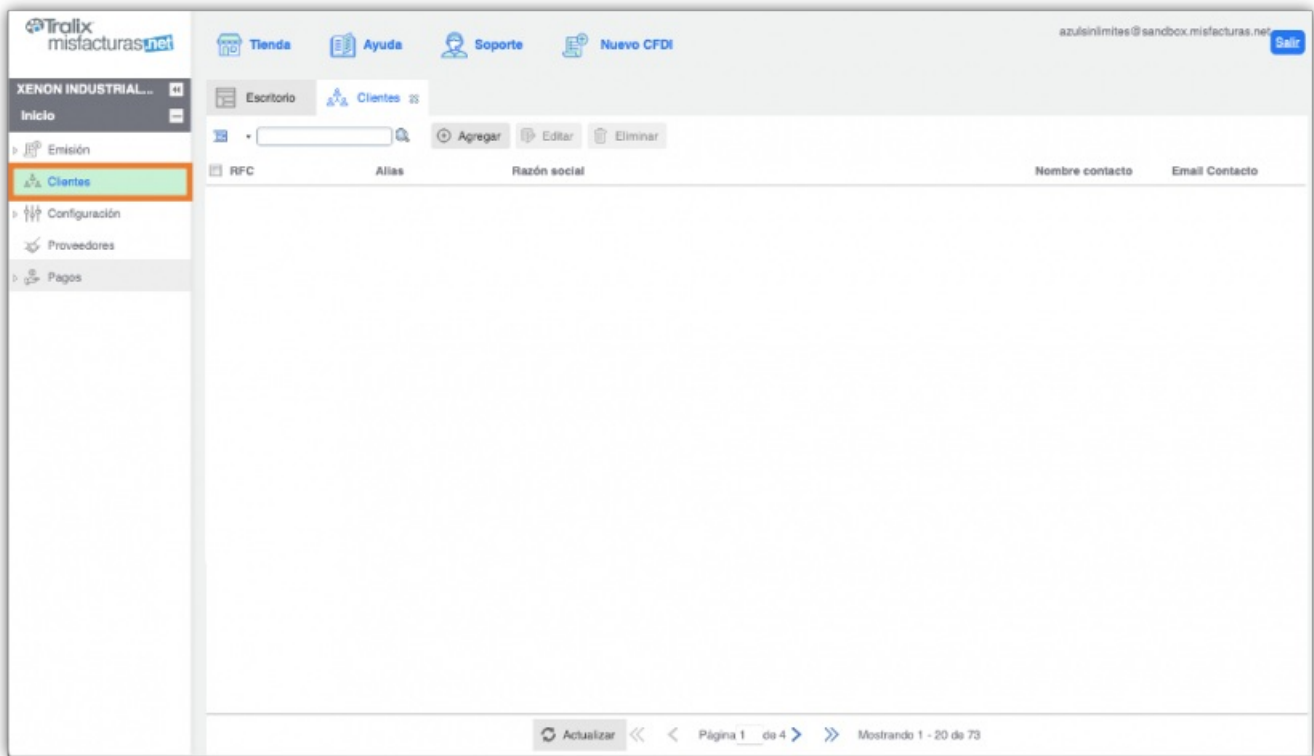 Tralix
misfacturas.net
Tienda
Ayuda
Soporte
Nuevo CFDI
azulsinlimites@sandbox.misfacturas.net
Salir
XENON INDUSTRIAL...
Inicio
Escritorio
Clientes
Agregar
Editar
Eliminar
Emisión
Clientes
Configuración
Proveedores
Pagos
RFC Alias Razón social Nombre contacto Email Contacto
Actualizar Página 1 de 4 Mostrando 1 - 20 de 73